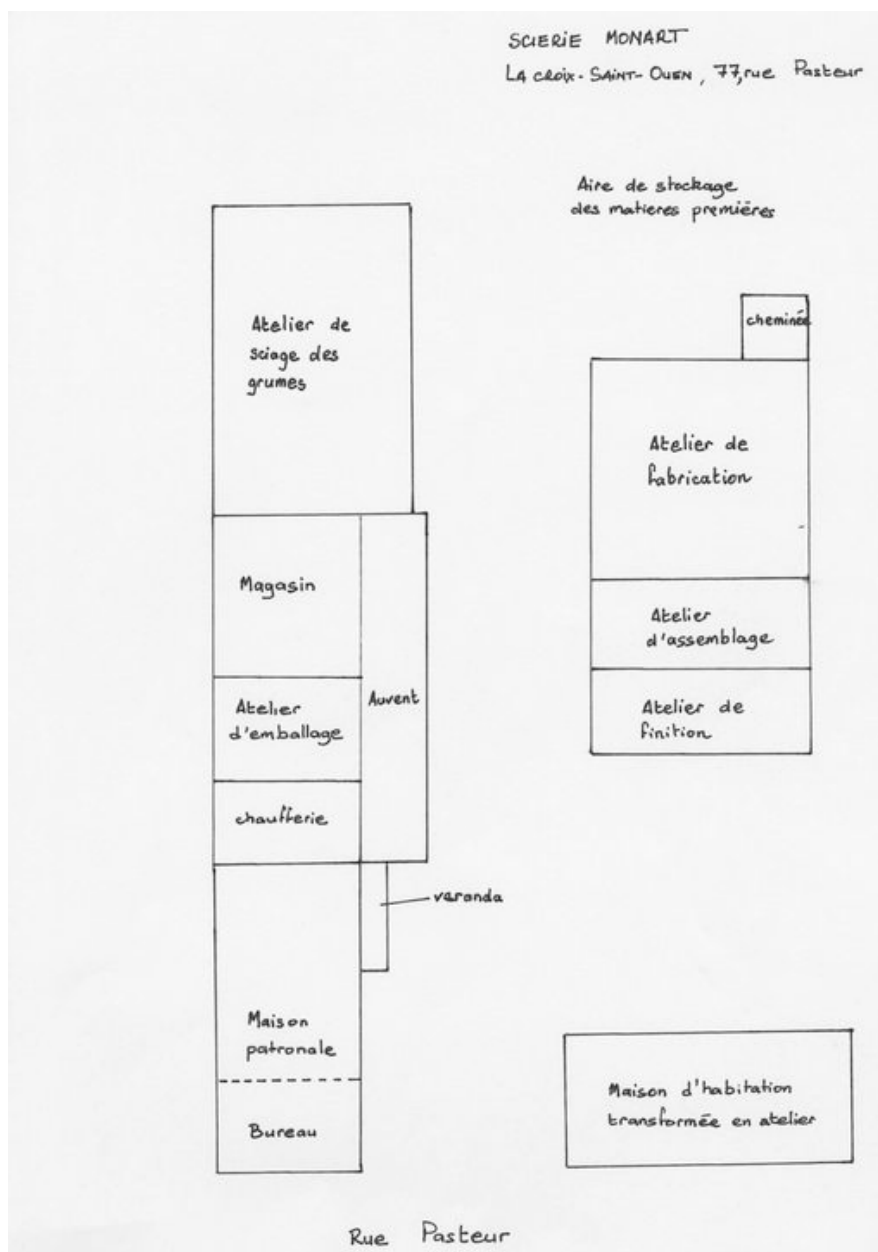 SCIERIE MONART
LA CROIX-SAINT-OUEN, 77, rue Pasteur
Aire de stockage
des matières premières
Atelier de
sciage des
grumes
cheminée
Atelier de
fabrication
Magasin
Atelier
d'assemblage
Auvent
Atelier
d'emballage
Atelier de
finition
chaufferie
varanda
Maison
patronale
Maison d'habitation
transformée en atelier
Bureau
Rue Pasteur